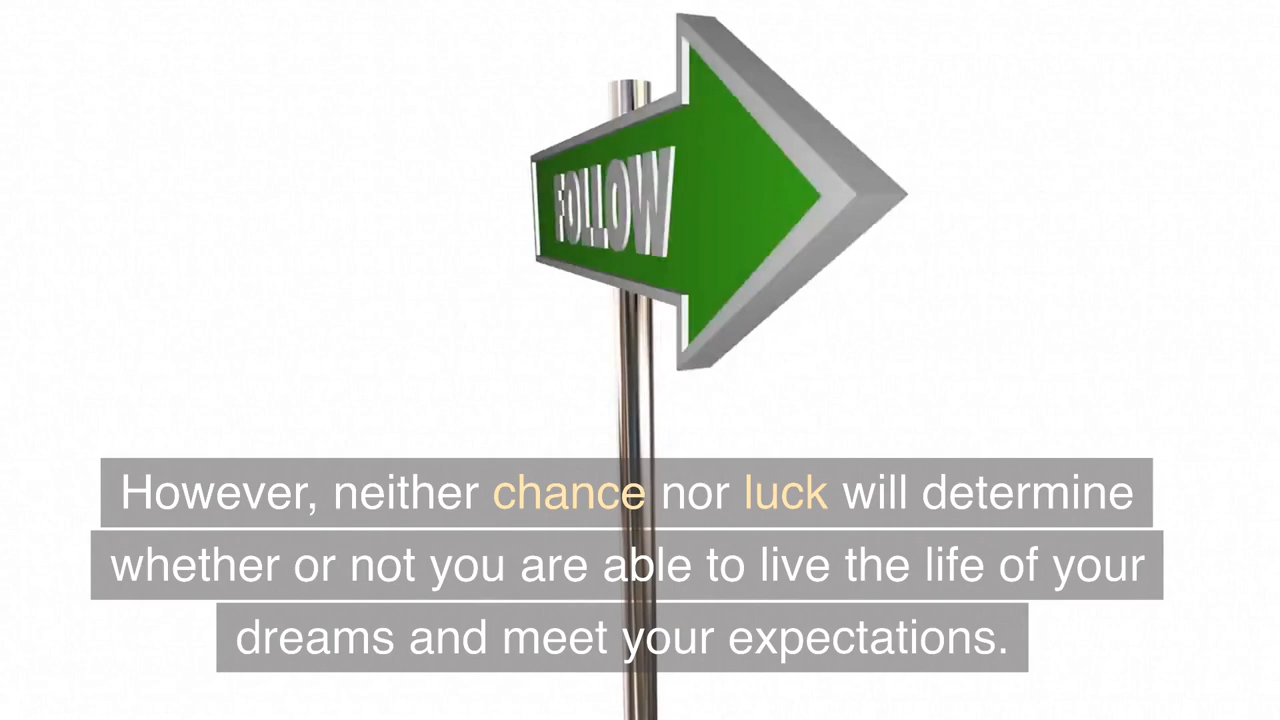 FOLLOW
However, neither chance nor luck will determine
whether or not you are able to live the life of your
dreams and meet your expectations.